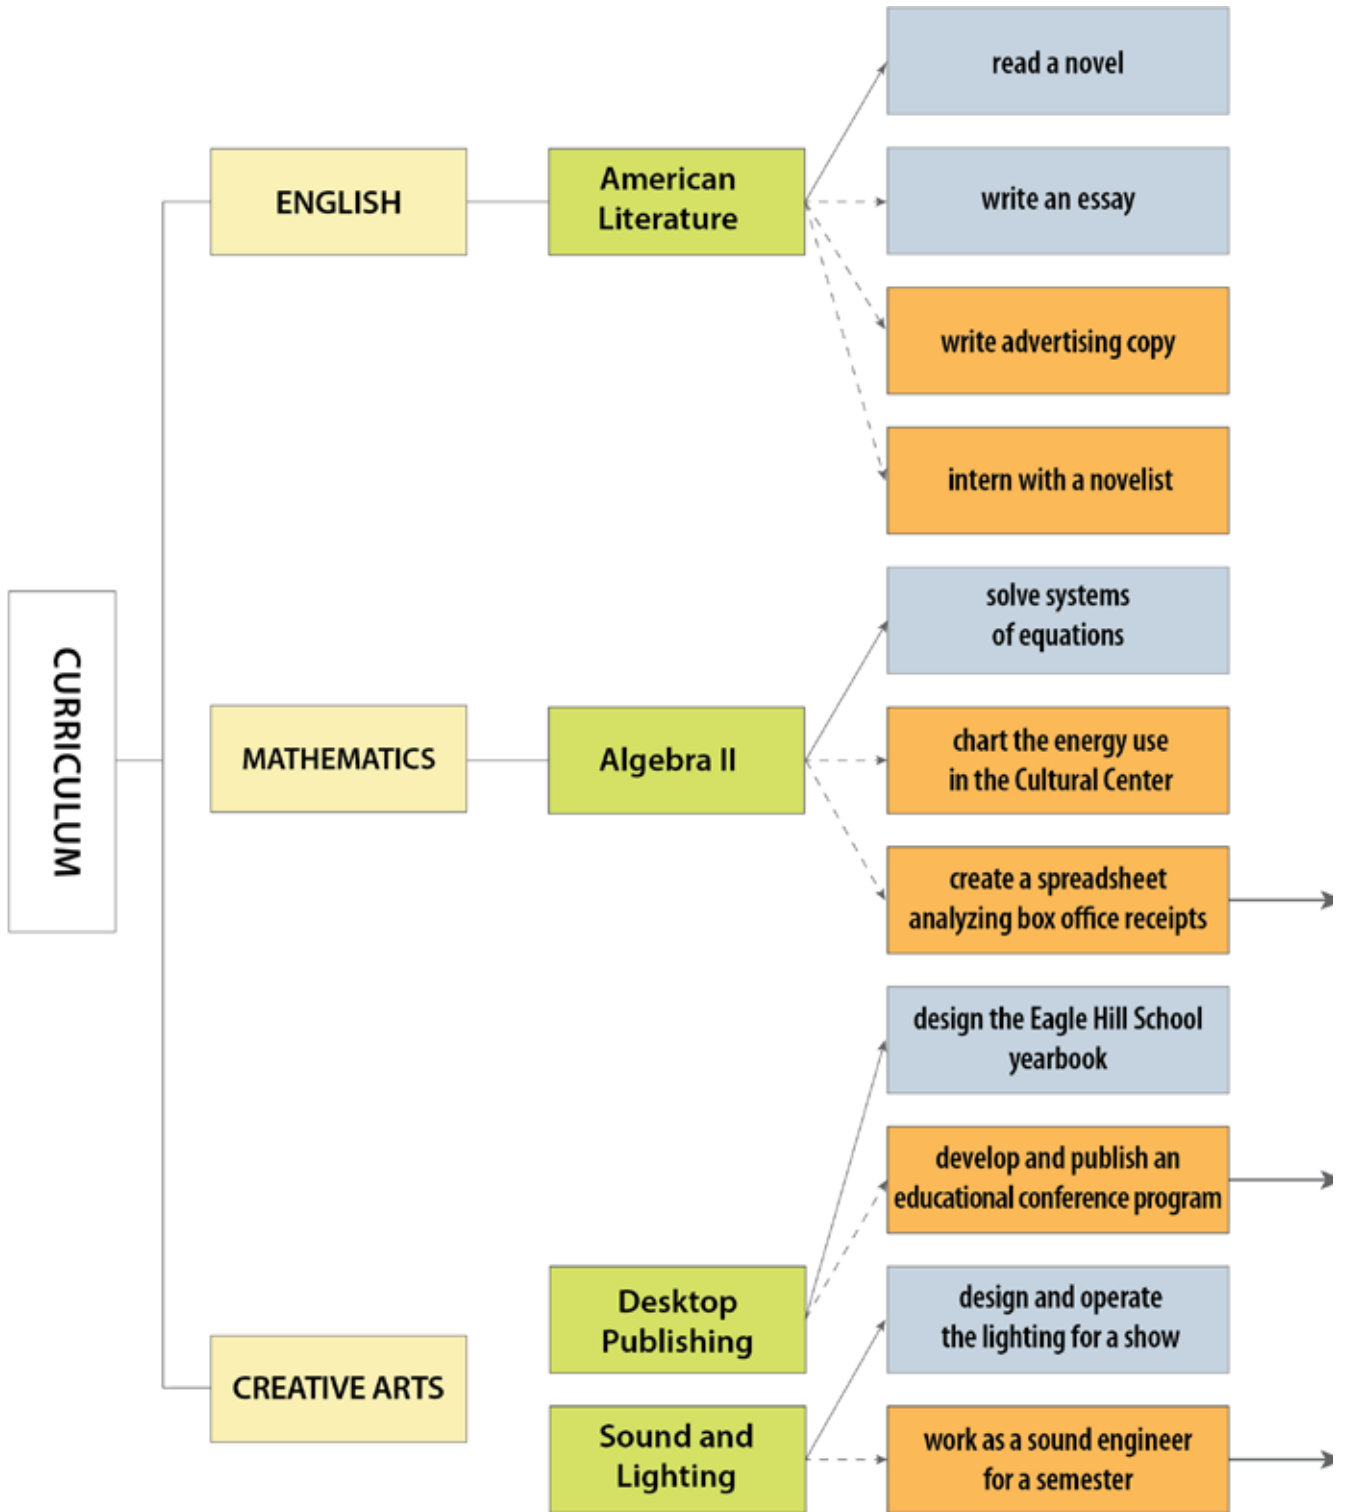 CURRICULUM
ENGLISH
American
Literature
read a novel
write an essay
write advertising copy
intern with a novelist
MATHEMATICS
Algebra II
solve systems
of equations
chart the energy use
in the Cultural Center
create a spreadsheet
analyzing box office receipts
CREATIVE ARTS
Desktop
Publishing
design the Eagle Hill School
yearbook
develop and publish an
educational conference program
Sound and
Lighting
design and operate
the lighting for a show
work as a sound engineer
for a semester